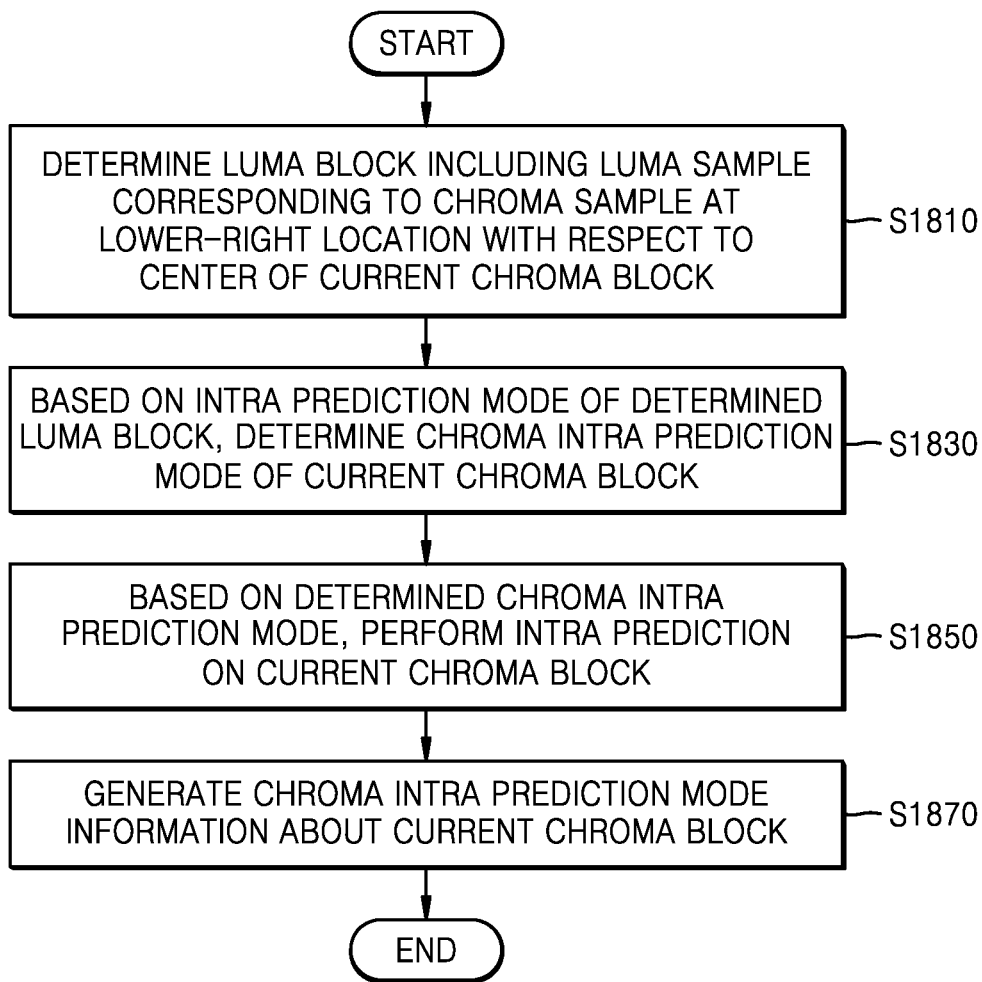 START
DETERMINE LUMA BLOCK INCLUDING LUMA SAMPLE
CORRESPONDING TO CHROMA SAMPLE AT
LOWER-RIGHT LOCATION WITH RESPECT TO
CENTER OF CURRENT CHROMA BLOCK
S1810
BASED ON INTRA PREDICTION MODE OF DETERMINED
LUMA BLOCK, DETERMINE CHROMA INTRA PREDICTION
MODE OF CURRENT CHROMA BLOCK
S1830
BASED ON DETERMINED CHROMA INTRA
PREDICTION MODE, PERFORM INTRA PREDICTION
ON CURRENT CHROMA BLOCK
S1850
GENERATE CHROMA INTRA PREDICTION MODE
INFORMATION ABOUT CURRENT CHROMA BLOCK
S1870
END